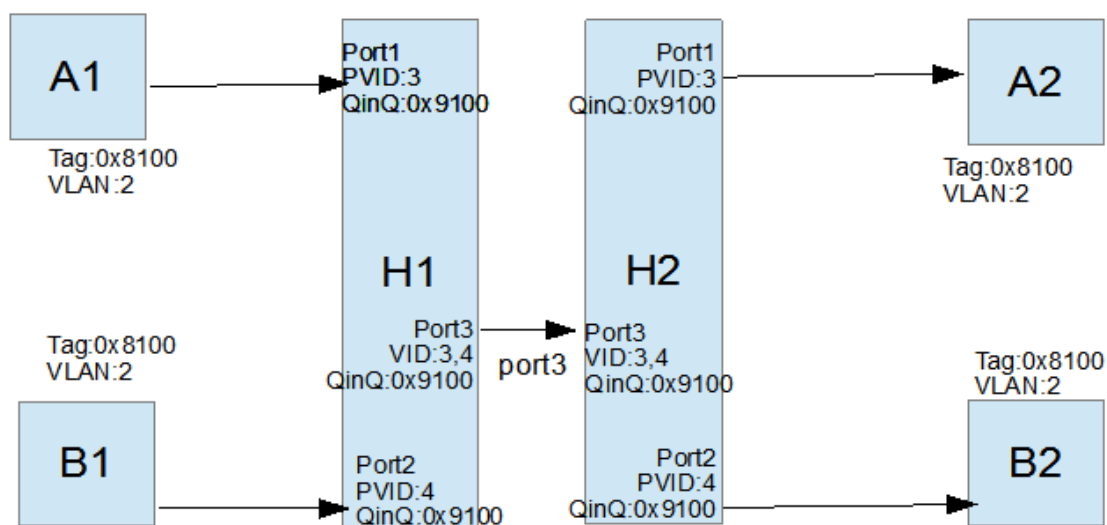 A1
Tag:0x8100
VLAN:2
Port1
PVID:3
QinQ:0x9100
Port1
PVID:3
QinQ:0x9100
A2
Tag:0x8100
VLAN:2
H1
H2
Port3
VID:3,4
QinQ:0x9100
port3
Port3
VID:3,4
QinQ:0x9100
Tag:0x8100
VLAN:2
B1
Port2
PVID:4
QinQ:0x9100
Port2
PVID:4
QinQ:0x9100
Tag:0x8100
VLAN:2
B2